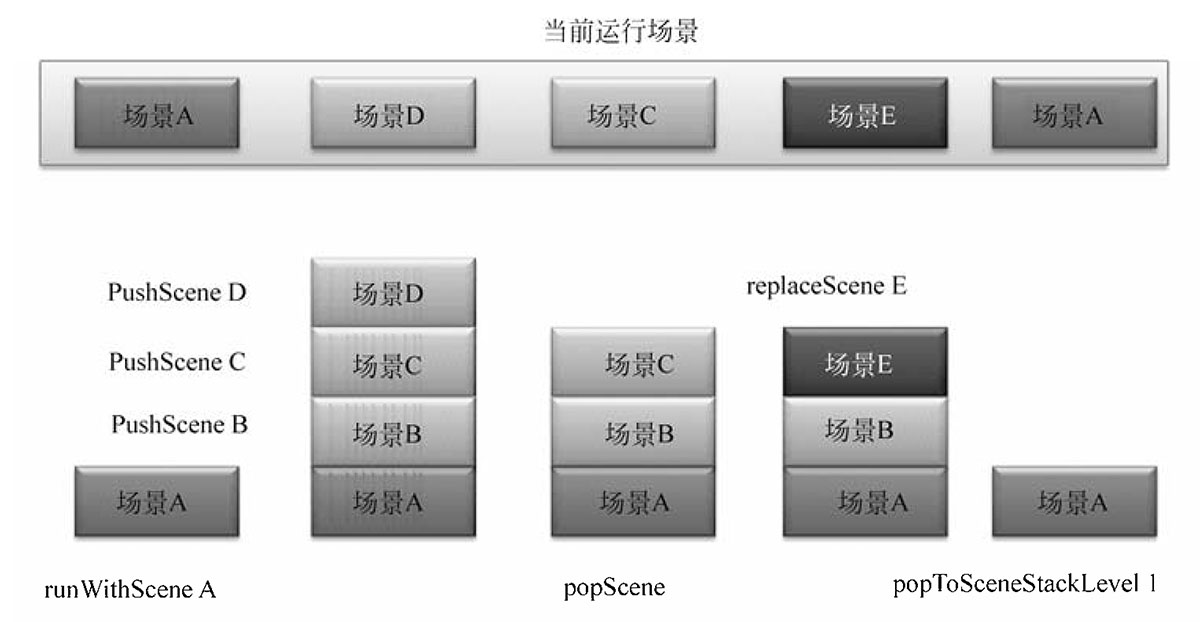 当前运行场景
场景A 场景D 场景C 场景E 场景A
PushScene D 场景D replaceScene E
PushScene C 场景C 场景C 场景E
PushScene B 场景B 场景B 场景B
场景A 场景A 场景A 场景A 场景A
runWithScene A popScene popToSceneStackLevel 1